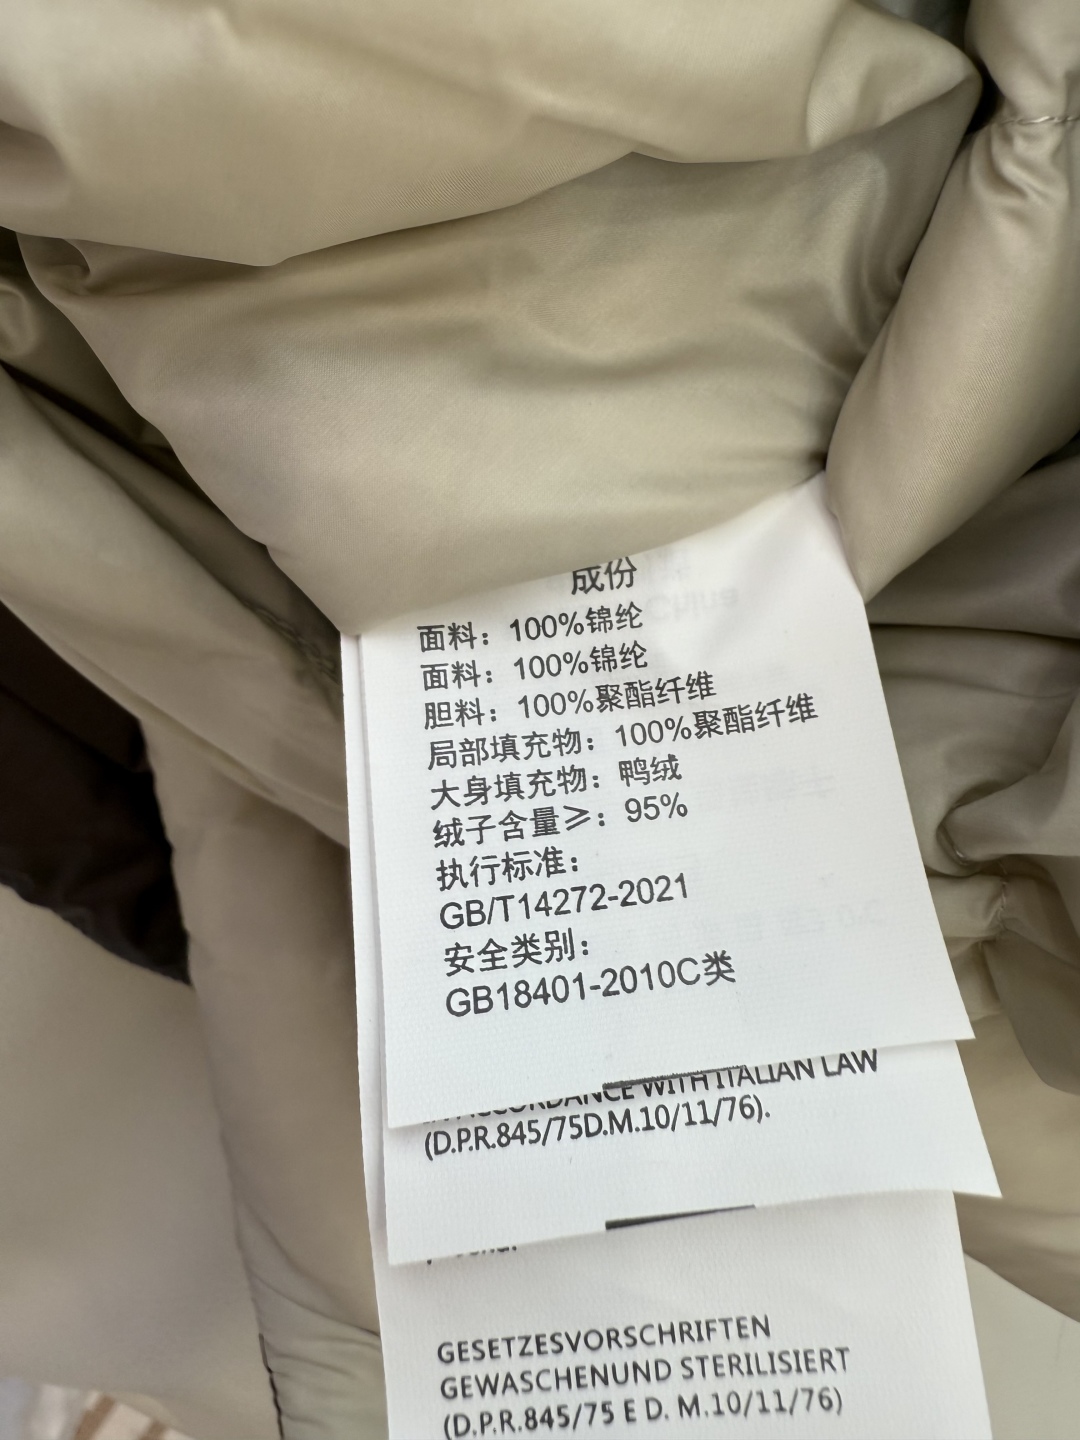 成份
面料：100%锦纶
面料：100%锦纶
胆料：100%聚酯纤维
局部填充物：100%聚酯纤维
大身填充物：鸭绒
绒子含量≥：95%
执行标准：
GB/T14272-2021
安全类别：
GB18401-2010C类
ACCORDANCE WITH ITALIAN LAW
(D.P.R.845/75D.M.10/11/76).
GESETZESVORSCHRIFTEN
GEWASCHENUND STERILISIERT
(D.P.R.845/75 E D. M.10/11/76)